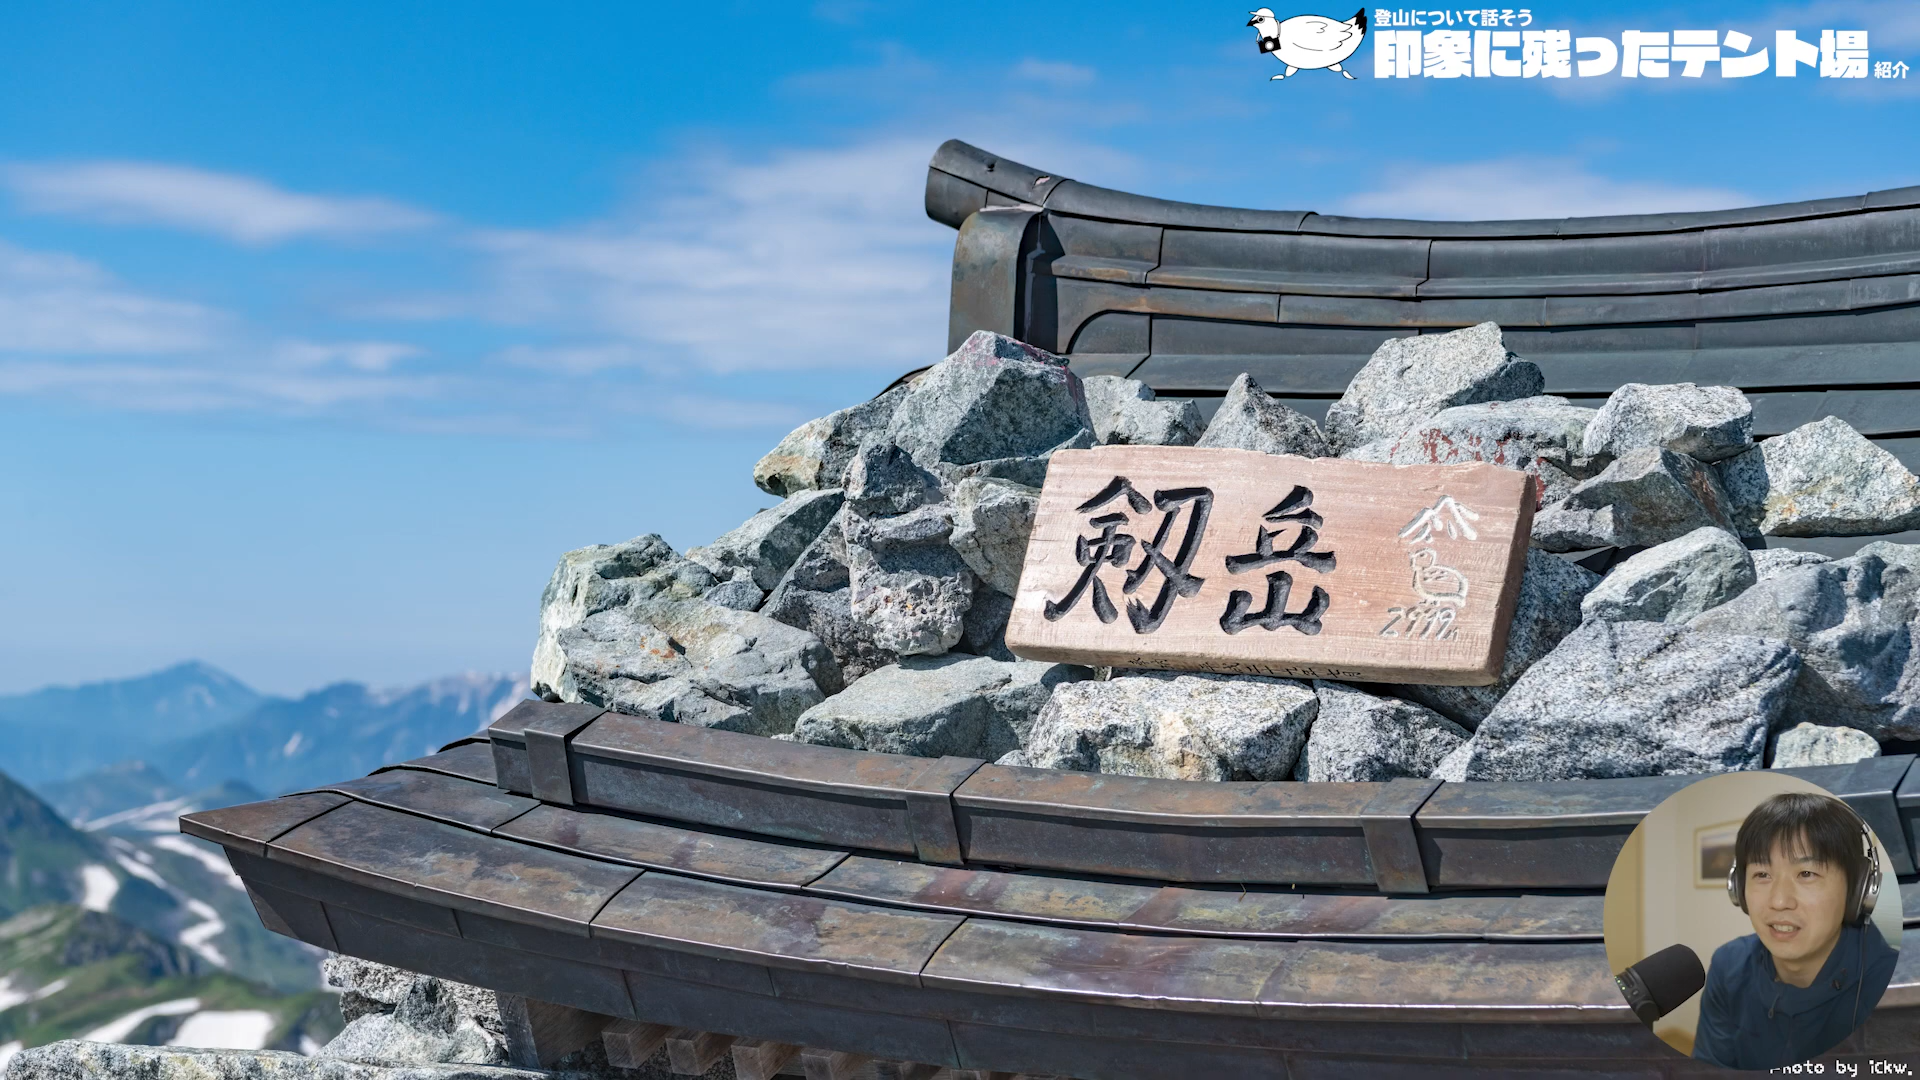 登山について話そう
印象に残ったテント場 紹介
剱岳
2999m
Photo by ickw.